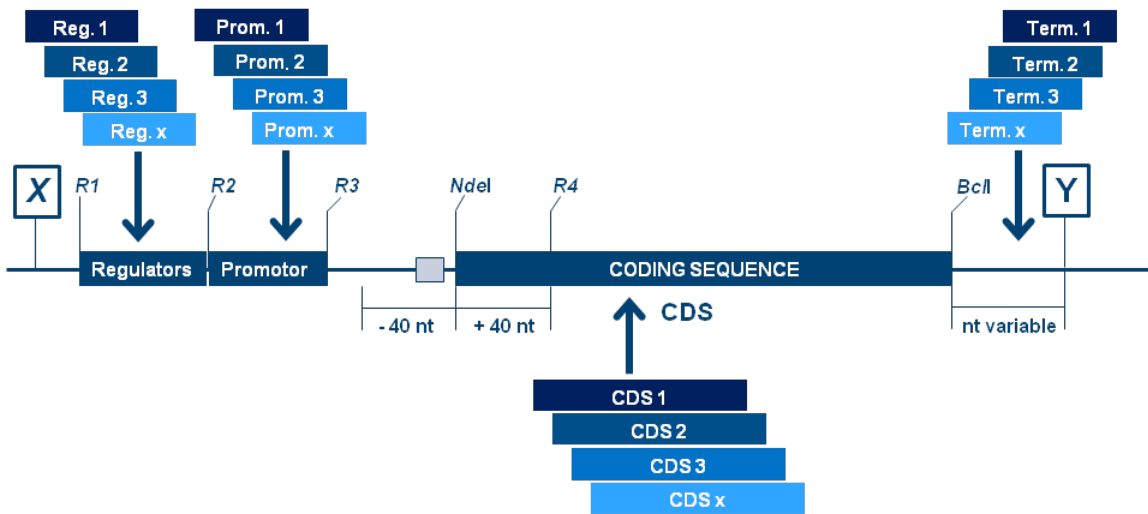 Reg. 1
Reg. 2
Reg. 3
Reg. x
Prom. 1
Prom. 2
Prom. 3
Prom. x
Term. 1
Term. 2
Term. 3
Term. x
X
R1
R2
R3
NdeI
R4
BclI
Y
Regulators
Promotor
CODING SEQUENCE
- 40 nt
+ 40 nt
CDS
nt variable
CDS 1
CDS 2
CDS 3
CDS x